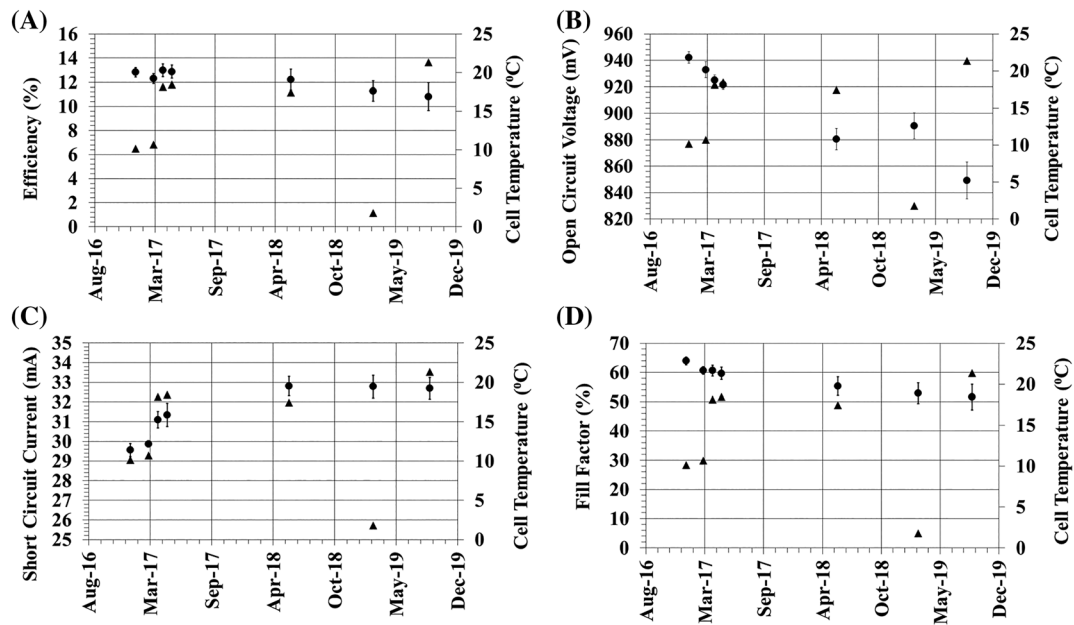 (A)
Efficiency (%)
16
14
12
10
8
6
4
2
0
25
20
15
10
5
0
Cell Temperature (ºC)
Aug-16
Mar-17
Sep-17
Apr-18
Oct-18
May-19
Dec-19
(B)
Open Circuit Voltage (mV)
960
940
920
900
880
860
840
820
25
20
15
10
5
0
Cell Temperature (ºC)
Aug-16
Mar-17
Sep-17
Apr-18
Oct-18
May-19
Dec-19
(C)
Short Circuit Current (mA)
35
34
33
32
31
30
29
28
27
26
25
25
20
15
10
5
0
Cell Temperature (ºC)
Aug-16
Mar-17
Sep-17
Apr-18
Oct-18
May-19
Dec-19
(D)
Fill Factor (%)
70
60
50
40
30
20
10
0
25
20
15
10
5
0
Cell Temperature (ºC)
Aug-16
Mar-17
Sep-17
Apr-18
Oct-18
May-19
Dec-19